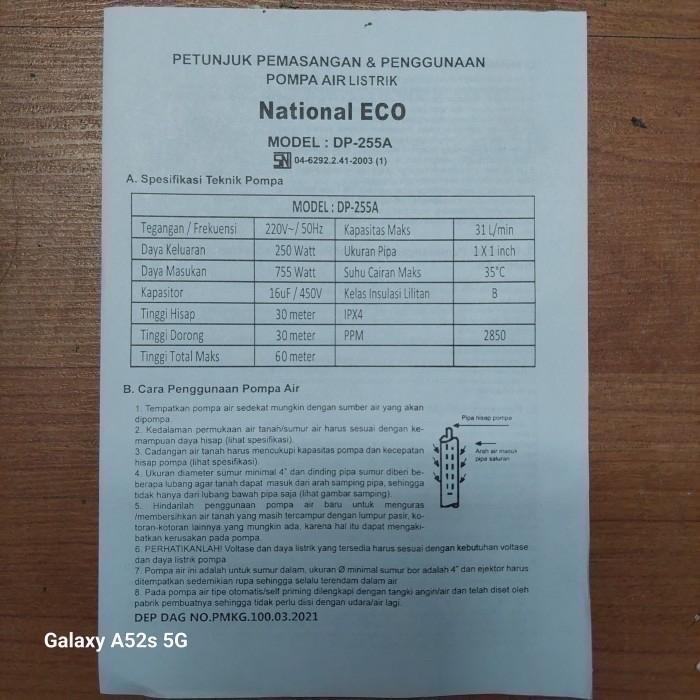 PETUNJUK PEMASANGAN & PENGGUNAAN
POMPA AIR LISTRIK
National ECO
MODEL : DP-255A
SNI 04-6292.2.41-2003 (1)
A. Spesifikasi Teknik Pompa
MODEL : DP-255A
Tegangan / Frekuensi 220V~/ 50Hz Kapasitas Maks 31 L/min
Daya Keluaran 250 Watt Ukuran Pipa 1 X 1 inch
Daya Masukan 755 Watt Suhu Cairan Maks 35°C
Kapasitor 16uF / 450V Kelas Insulasi Lilitan B
Tinggi Hisap 30 meter IPX4
Tinggi Dorong 30 meter PPM 2850
Tinggi Total Maks 60 meter
B. Cara Penggunaan Pompa Air
1. Tempatkan pompa air sedekat mungkin dengan sumber air yang akan
dipompa.
2. Kedalaman permukaan air tanah/sumur air harus sesuai dengan ke-
mampuan daya hisap (lihat spesifikasi).
3. Cadangan air tanah harus mencukupi kapasitas pompa dan kecepatan
hisap pompa (lihat spesifikasi).
4. Ukuran diameter sumur minimal 4" dan dinding pipa sumur diberi be-
berapa lubang agar tanah dapat masuk dari arah samping pipa, sehingga
tidak hanya dari lubang bawah pipa saja (lihat gambar samping).
5. Hindarilah penggunaan pompa air baru untuk menguras
/membersihkan air tanah yang masih tercampur dengan lumpur pasir, ko-
toran-kotoran lainnya yang mungkin ada, karena hal itu dapat mengaki-
batkan kerusakan pada pompa.
6. PERHATIKANLAH! Voltase dan daya listrik yang tersedia harus sesuai dengan kebutuhan voltase
dan daya listrik pompa
7. Pompa air ini adalah untuk sumur dalam, ukuran Ø minimal sumur bor adalah 4" dan ejektor harus
ditempatkan sedemikian rupa sehingga selalu terendam dalam air
8. Pada pompa air tipe otomatis/self priming dilengkapi dengan tangki angin/air dan telah diset oleh
pabrik pembuatnya sehingga tidak perlu diisi dengan udara/air lagi.
DEP DAG NO.PMKG.100.03.2021
Pipa hisap pompa
Arah air masuk
pipa saluran
Galaxy A52s 5G